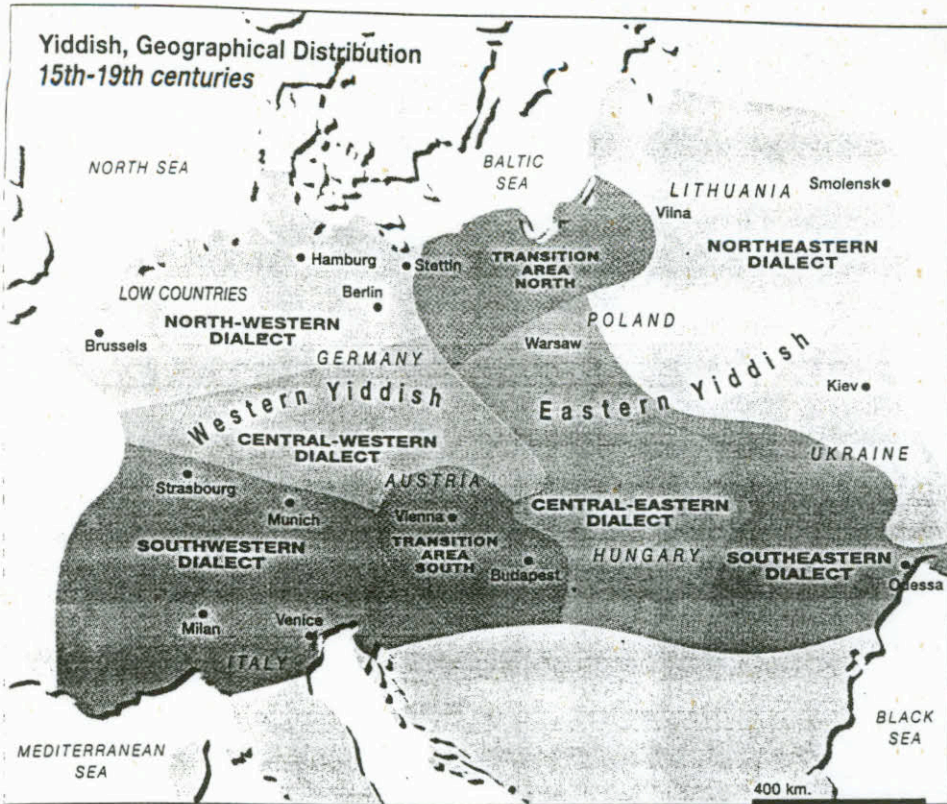 Yiddish, Geographical Distribution
15th-19th centuries
NORTH SEA
BALTIC
SEA
LITHUANIA
Smolensk
Vilna
NORTHEASTERN
DIALECT
Hamburg
Stettin
TRANSITION
AREA
NORTH
LOW COUNTRIES
Berlin
NORTH-WESTERN
DIALECT
Brussels
GERMANY
POLAND
Warsaw
Western Yiddish
Eastern Yiddish
Kiev
CENTRAL-WESTERN
DIALECT
UKRAINE
Strasbourg
AUSTRIA
Munich
Vienna
CENTRAL-EASTERN
DIALECT
SOUTHWESTERN
DIALECT
TRANSITION
AREA
SOUTH
Budapest
HUNGARY
SOUTHEASTERN
DIALECT
Odessa
Milan
Venice
ITALY
MEDITERRANEAN
SEA
BLACK
SEA
400 km.